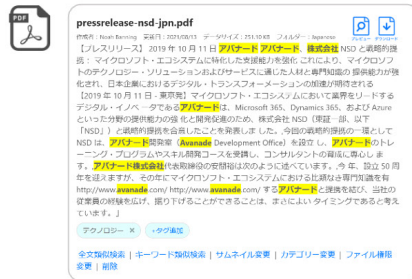 PDF
pressrelease-nsd-jpn.pdf
プレビュー ダウンロード
作成者：Noah Banning 更新日：2021/08/13 データサイズ：751.10 KB フォルダー：Japanese
【プレスリリース】 2019 年 10 月 11 日 アバナード アバナード、株式会社 NSD と戦略的提
携： マイクロソフト・エコシステムに特化した支援能力を強化 これにより、マイクロソフ
トのテクノロジー・ソリューションおよびサービスに通じた人材と専門知識の 提供能力が強
化され、日本企業におけるデジタル・トランスフォーメーションの加速が期待される
【2019 年 10 月 11 日 - 東京発】マイクロソフト・エコシステムにおいて業界をリードする
デジタル・イノベ ータであるアバナードは、Microsoft 365、Dynamics 365、および Azure
といった分野の提供能力の強 化と開発促進のため、株式会社 NSD（東証一部、以下
「NSD」）と戦略的提携を合意したことを発表しま した。,今回の戦略的提携の一環として
NSD は、アバナード開発室（Avanade Development Office）を設立 し、アバナードのトレ
ーニング・プログラムやスキル開発コースを受講し、コンサルタントの育成に専心しま
す。,アバナード株式会社代表取締役の安間裕は次のように述べています。,今 年、設立 50 周
年を迎えますが、その年にマイクロソフト・エコシステムにおける比類なき専門知識を有
http://www.avanade.com/ http://www.avanade.com/ するアバナードと提携を結び、当社の
従業員の経験を広げ、掘り下げることができることは、まさによい タイミングであると考え
ています。」
テクノロジー × +タグ追加
全文類似検索 | キーワード類似検索 | サムネイル変更 | カテゴリー変更 | ファイル権限
変更 | 削除